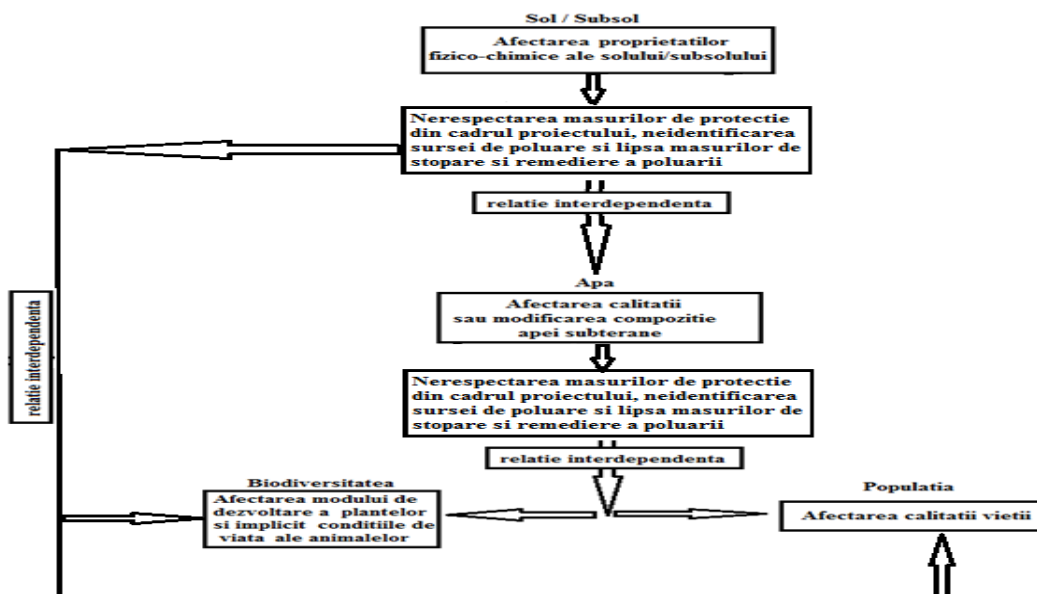 Sol / Subsol
Afectarea proprietatilor
fizico-chimice ale solului/subsolului
Nerespectarea masurilor de protectie
din cadrul proiectului, neidentificarea
sursei de poluare si lipsa masurilor de
stopare si remediere a poluarii
relatie interdependenta
relatie interdependenta
Apa
Afectarea calitatii
sau modificarea compozitie
apei subterane
Nerespectarea masurilor de protectie
din cadrul proiectului, neidentificarea
sursei de poluare si lipsa masurilor de
stopare si remediere a poluarii
relatie interdependenta
Biodiversitatea
Afectarea modului de
dezvoltare a plantelor
si implicit conditiile de
viata ale animalelor
Populatia
Afectarea calitatii vietii